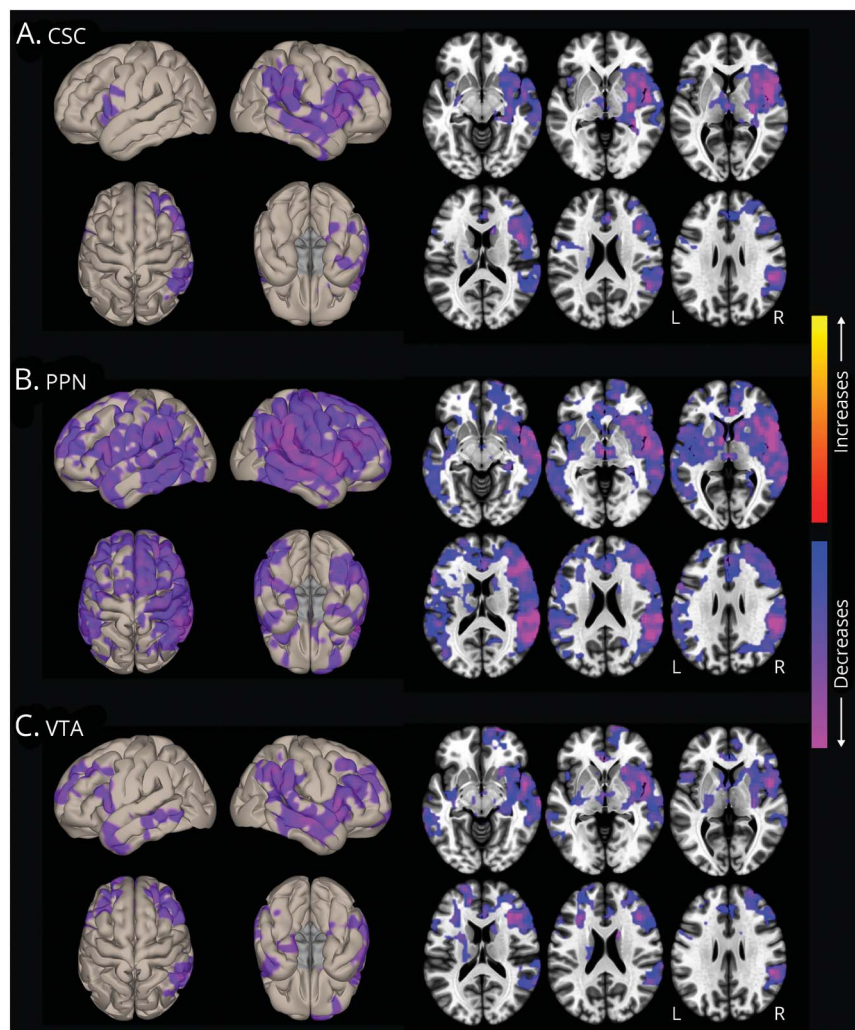 A. CSC
L R
Increases
B. PPN
Decreases
L R
C. VTA
L R